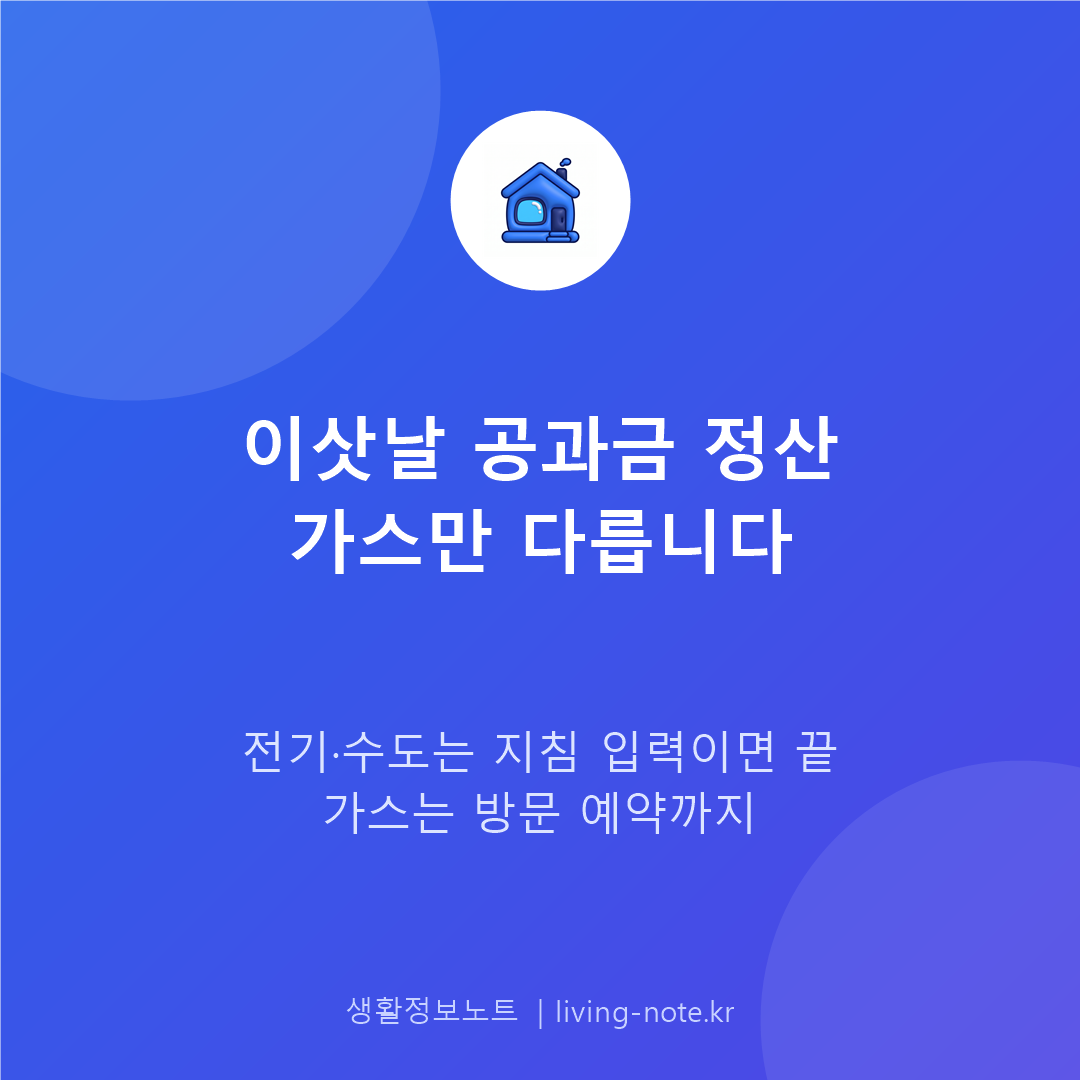 이삿날 공과금 정산
가스만 다릅니다
전기·수도는 지침 입력이면 끝
가스는 방문 예약까지
생활정보노트 | living-note.kr